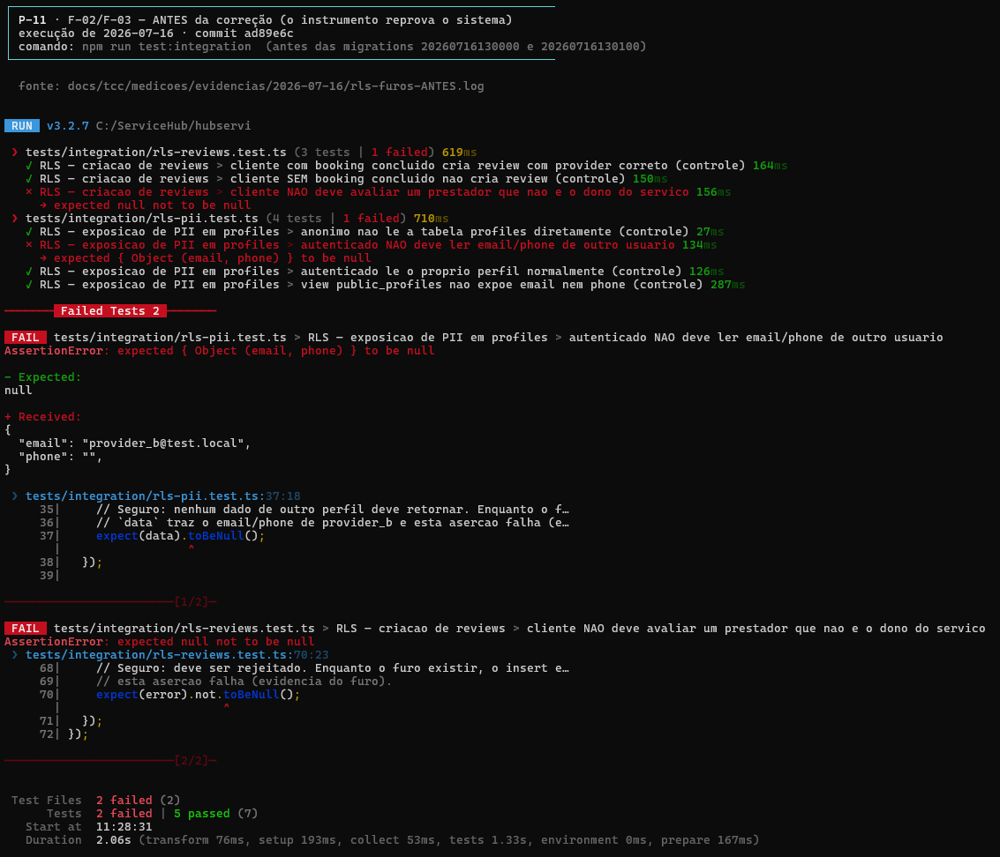 P-11 · F-02/F-03 — ANTES da correção (o instrumento reprova o sistema)
execução de 2026-07-16 · commit ad89e6c
comando: npm run test:integration  (antes das migrations 20260716130000 e 20260716130100)
fonte: docs/tcc/medicoes/evidencias/2026-07-16/rls-furos-ANTES.log
RUN  v3.2.7 C:/ServiceHub/hubservi
❯ tests/integration/rls-reviews.test.ts (3 tests | 1 failed) 619ms
✓ RLS — criacao de reviews > cliente com booking concluido cria review com provider correto (controle) 164ms
✓ RLS — criacao de reviews > cliente SEM booking concluido nao cria review (controle) 150ms
× RLS — criacao de reviews > cliente NAO deve avaliar um prestador que nao e o dono do servico 156ms
→ expected null not to be null
❯ tests/integration/rls-pii.test.ts (4 tests | 1 failed) 710ms
✓ RLS — exposicao de PII em profiles > anonimo nao le a tabela profiles diretamente (controle) 27ms
× RLS — exposicao de PII em profiles > autenticado NAO deve ler email/phone de outro usuario 134ms
→ expected { Object (email, phone) } to be null
✓ RLS — exposicao de PII em profiles > autenticado le o proprio perfil normalmente (controle) 126ms
✓ RLS — exposicao de PII em profiles > view public_profiles nao expoe email nem phone (controle) 287ms
Failed Tests 2
FAIL  tests/integration/rls-pii.test.ts > RLS — exposicao de PII em profiles > autenticado NAO deve ler email/phone de outro usuario
AssertionError: expected { Object (email, phone) } to be null
- Expected:
null
+ Received:
{
"email": "provider_b@test.local",
"phone": "",
}
❯ tests/integration/rls-pii.test.ts:37:18
35|     // Seguro: nenhum dado de outro perfil deve retornar. Enquanto o f…
36|     // `data` traz o email/phone de provider_b e esta asercao falha (e…
37|     expect(data).toBeNull();
|                  ^
38|   });
39|
[1/2]
FAIL  tests/integration/rls-reviews.test.ts > RLS — criacao de reviews > cliente NAO deve avaliar um prestador que nao e o dono do servico
AssertionError: expected null not to be null
❯ tests/integration/rls-reviews.test.ts:70:23
68|     // Seguro: deve ser rejeitado. Enquanto o furo existir, o insert e…
69|     // esta asercao falha (evidencia do furo).
70|     expect(error).not.toBeNull();
|                       ^
71|   });
72| });
[2/2]
Test Files  2 failed (2)
Tests  2 failed | 5 passed (7)
Start at  11:28:31
Duration  2.06s (transform 76ms, setup 193ms, collect 53ms, tests 1.33s, environment 0ms, prepare 167ms)